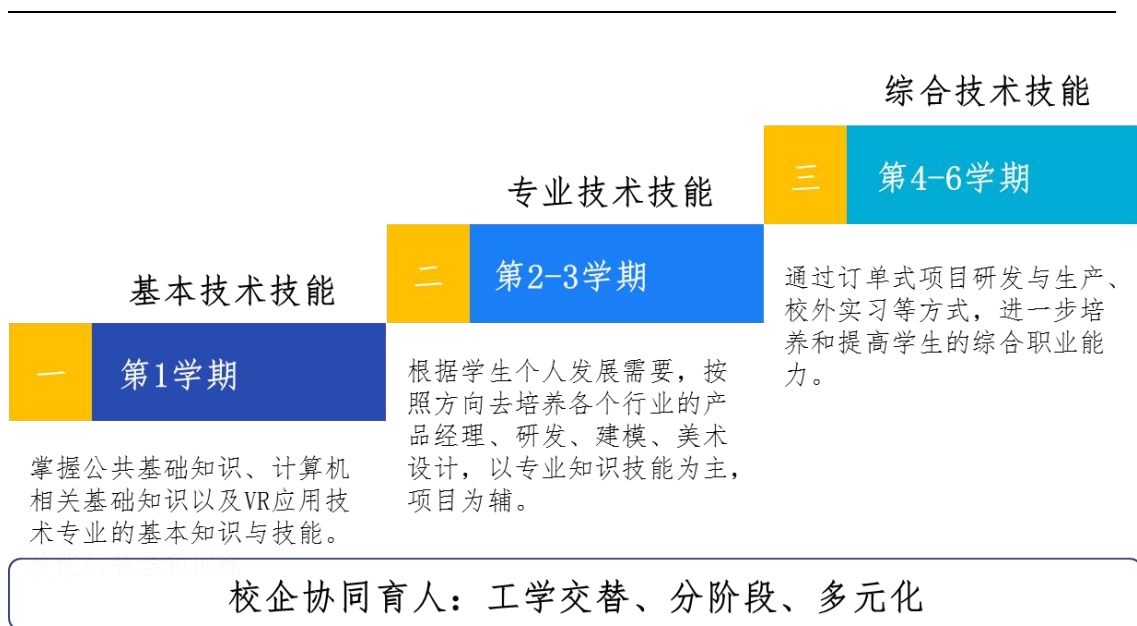 基本技术技能
一
第1学期
掌握公共基础知识、计算机
相关基础知识以及VR应用技
术专业的基本知识与技能。
专业技术技能
二
第2-3学期
根据学生个人发展需要，按
照方向去培养各个行业的产
品经理、研发、建模、美术
设计，以专业知识技能为主，
项目为辅。
综合技术技能
三
第4-6学期
通过订单式项目研发与生产、
校外实习等方式，进一步培
养和提高学生的综合职业能
力。
校企协同育人：工学交替、分阶段、多元化